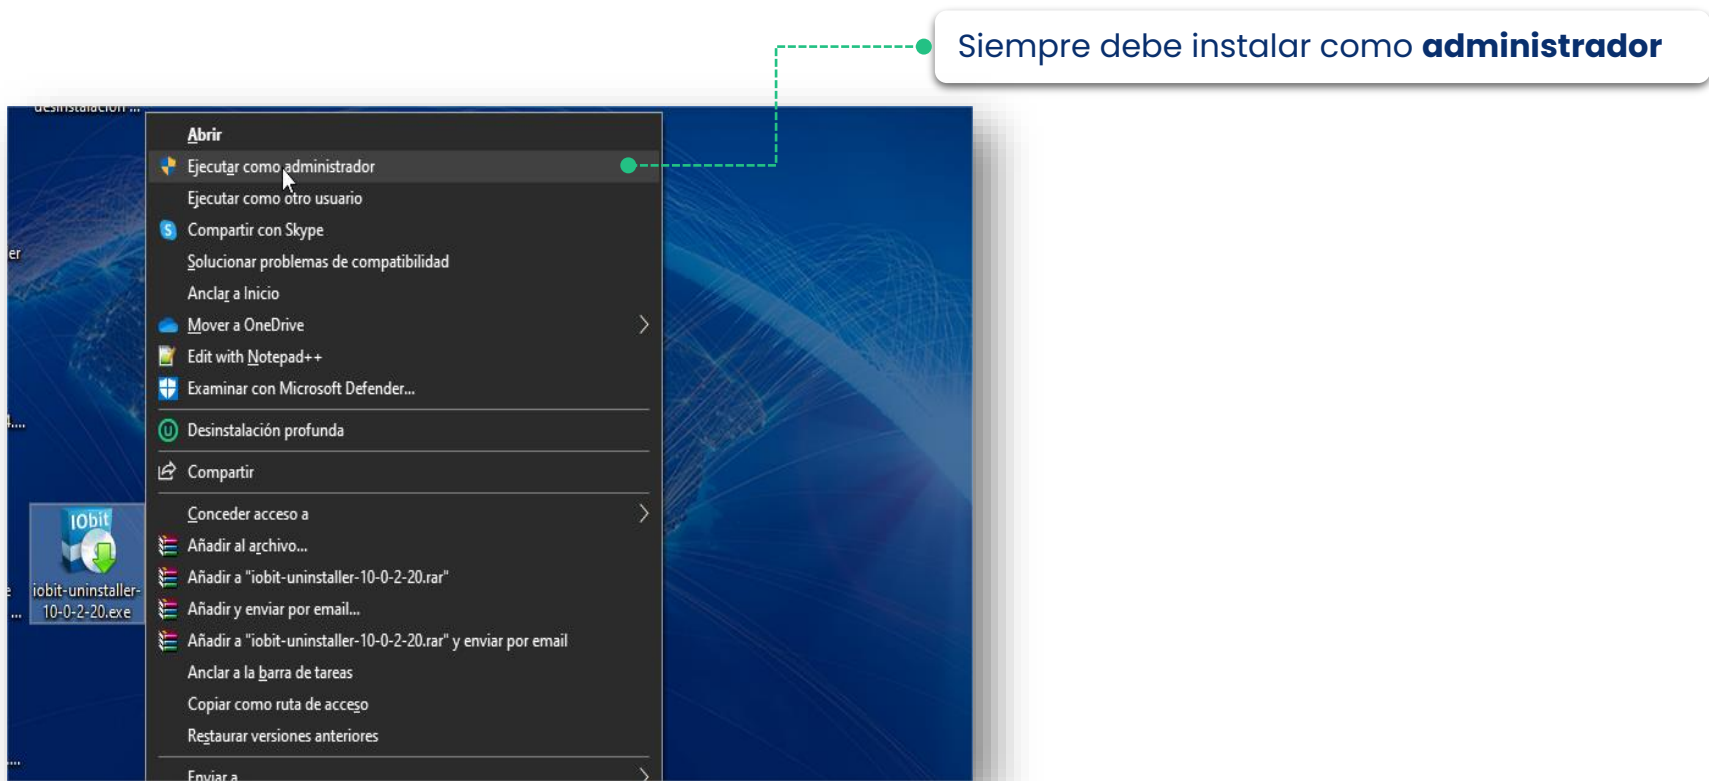 Siempre debe instalar como administrador
desinstalación ...
Abrir
Ejecutar como administrador
Ejecutar como otro usuario
Compartir con Skype
Solucionar problemas de compatibilidad
er
Anclar a Inicio
Mover a OneDrive
Edit with Notepad++
Examinar con Microsoft Defender...
Desinstalación profunda
Compartir
Conceder acceso a
IObit
Añadir al archivo...
Añadir a "iobit-uninstaller-10-0-2-20.rar"
iobit-uninstaller-
10-0-2-20.exe
...
Añadir y enviar por email...
Añadir a "iobit-uninstaller-10-0-2-20.rar" y enviar por email
Anclar a la barra de tareas
Copiar como ruta de acceso
Restaurar versiones anteriores
....
Enviar a